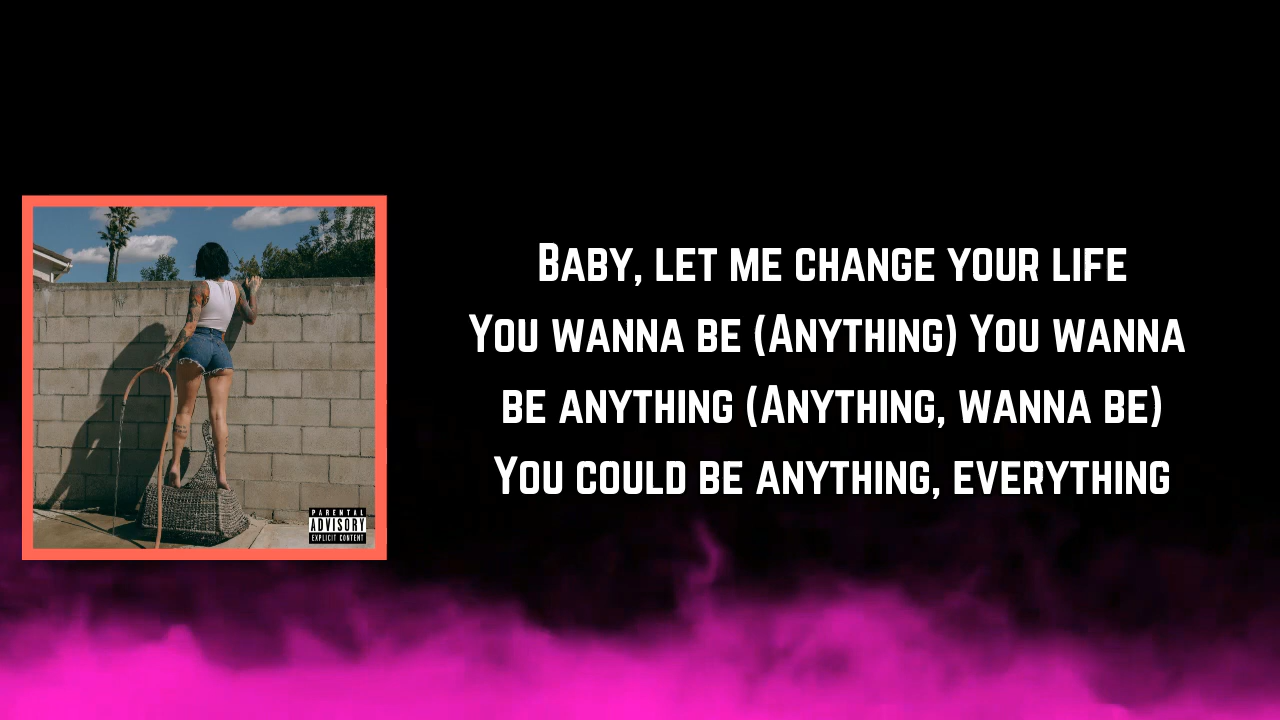 Baby, let me change your life
You wanna be (Anything) You wanna
be anything (Anything, wanna be)
You could be anything, everything
PARENTAL
ADVISORY
EXPLICIT CONTENT